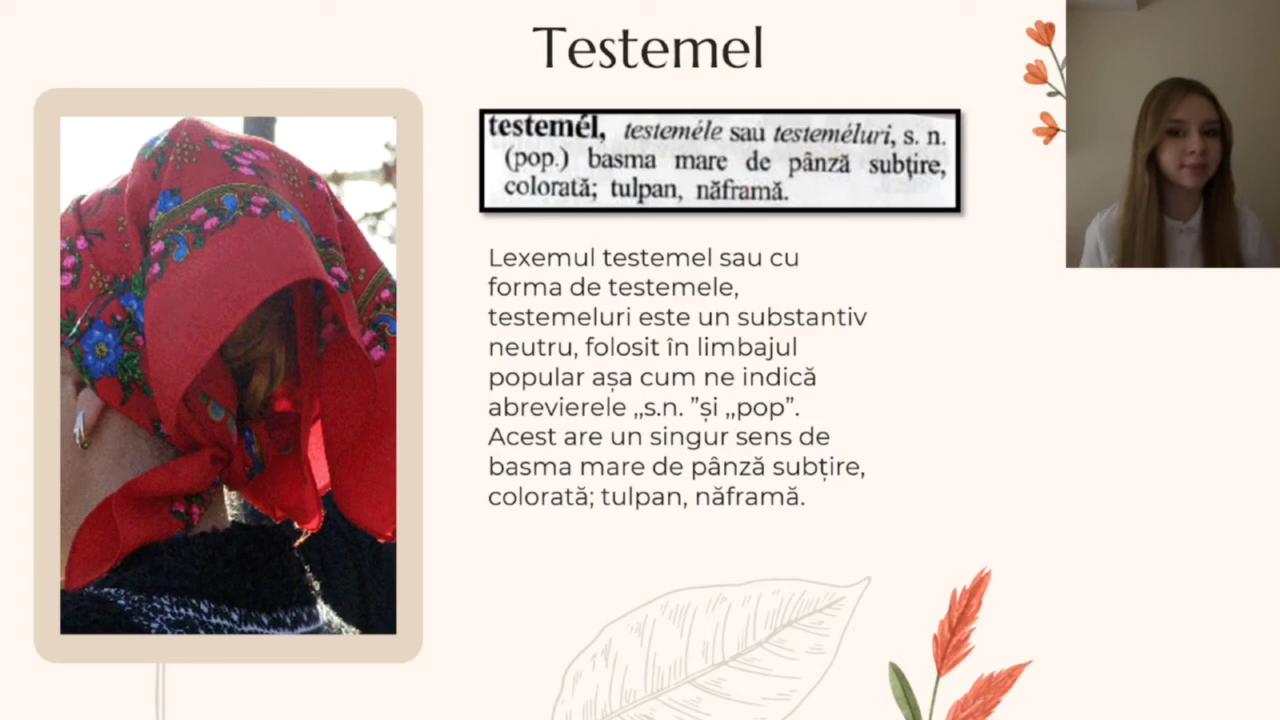 Testemel
testemél, testeméle sau testeméluri, s. n.
(pop.) basma mare de pânză subţire,
colorată; tulpan, năframă.
Lexemul testemel sau cu
forma de testemele,
testemeluri este un substantiv
neutru, folosit în limbajul
popular așa cum ne indică
abrevierele „s.n. ”și „pop”.
Acest are un singur sens de
basma mare de pânză subțire,
colorată; tulpan, năframă.